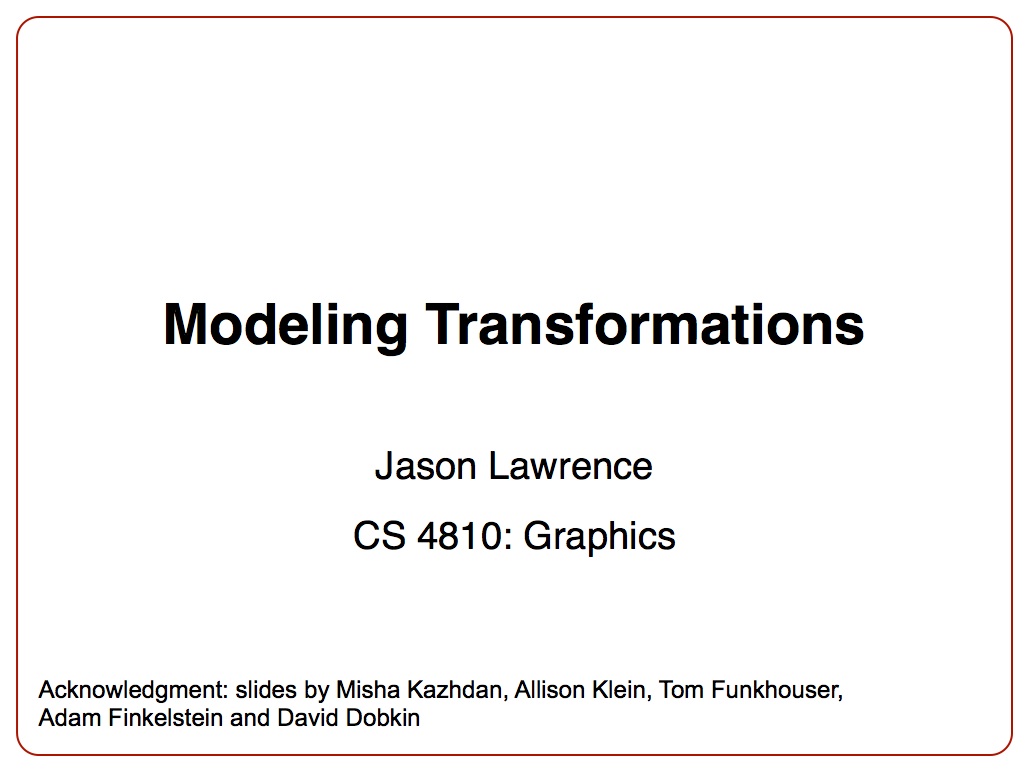 Modeling Transformations
Jason Lawrence
CS 4810: Graphics
Acknowledgment: slides by Misha Kazhdan, Allison Klein, Tom Funkhouser,
Adam Finkelstein and David Dobkin